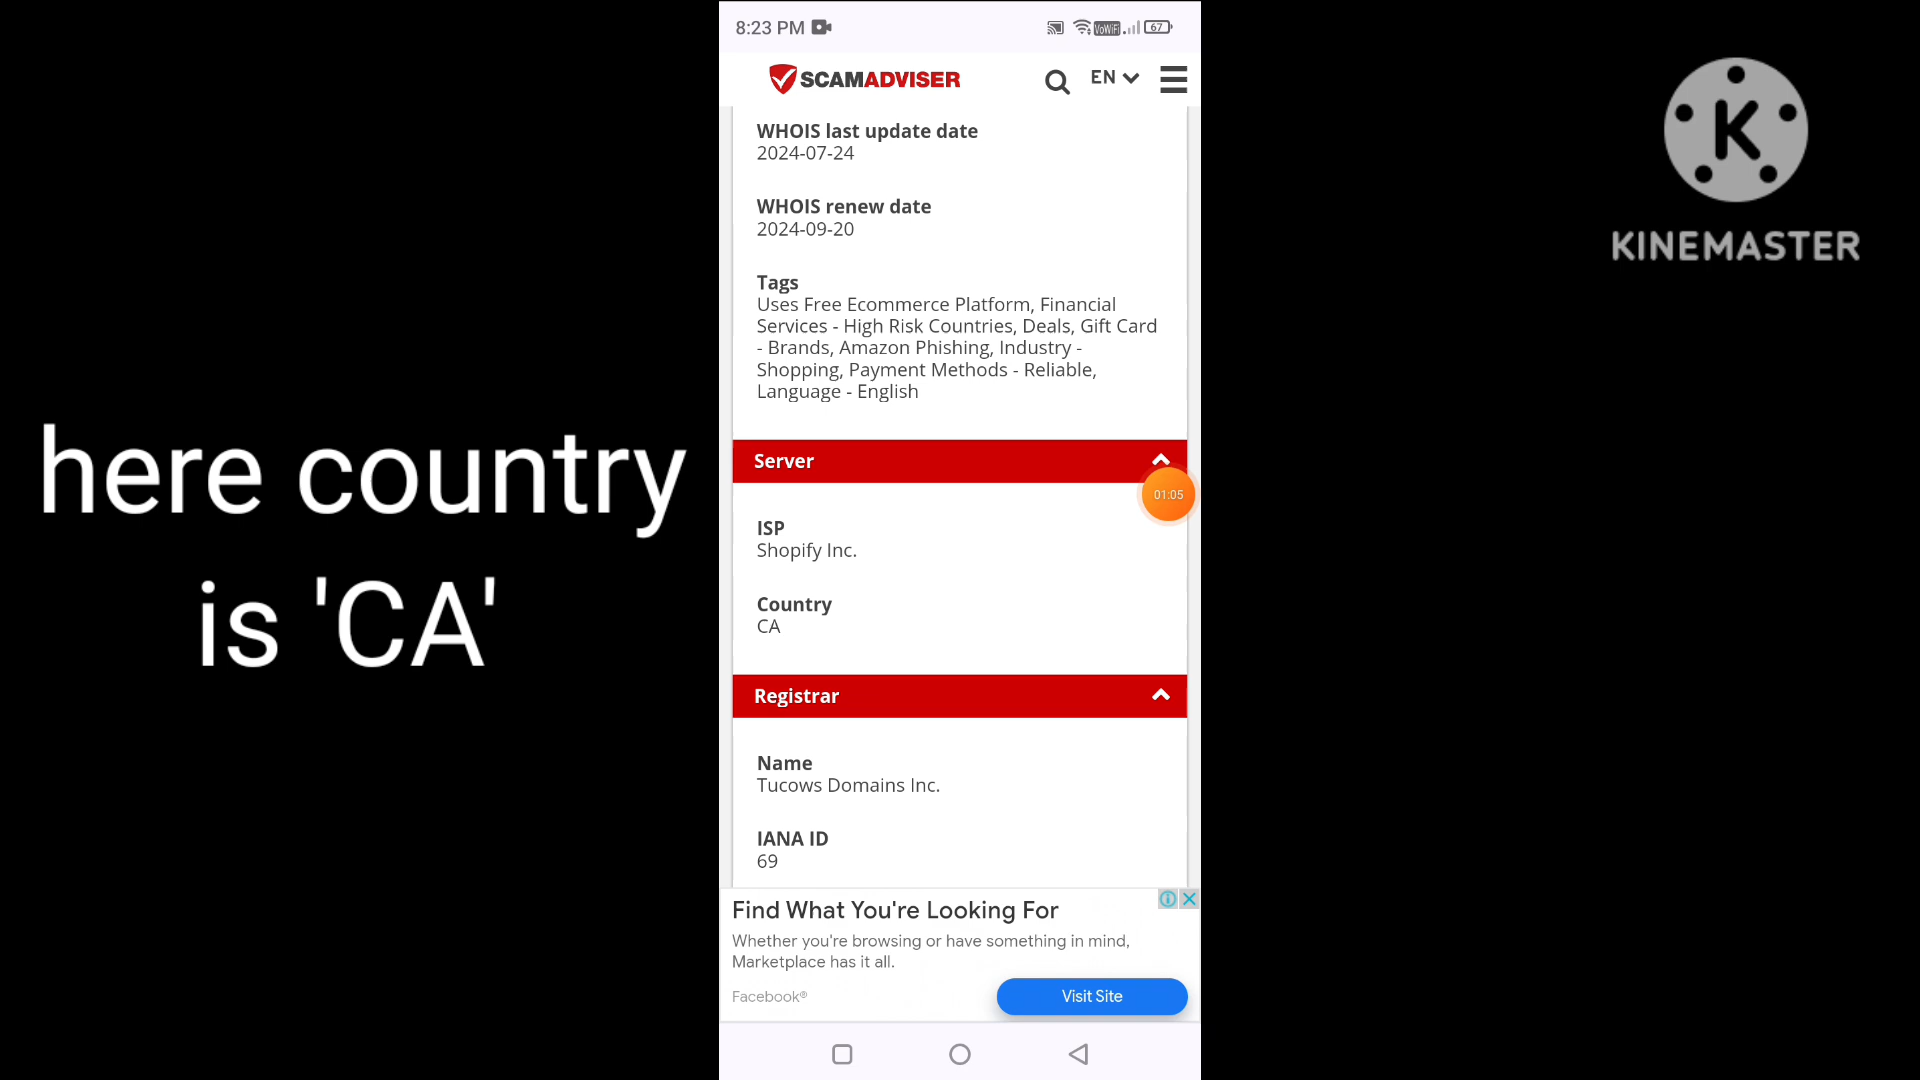 8:23 PM
VoWiFi
67
SCAMADVISER
EN
WHOIS last update date
2024-07-24
WHOIS renew date
2024-09-20
Tags
Uses Free Ecommerce Platform, Financial
Services - High Risk Countries, Deals, Gift Card
- Brands, Amazon Phishing, Industry -
Shopping, Payment Methods - Reliable,
Language - English
Server
01:05
ISP
Shopify Inc.
Country
CA
Registrar
Name
Tucows Domains Inc.
IANA ID
69
Find What You're Looking For
Whether you're browsing or have something in mind,
Marketplace has it all.
Facebook®
Visit Site
here country
is 'CA'
K
KINEMASTER